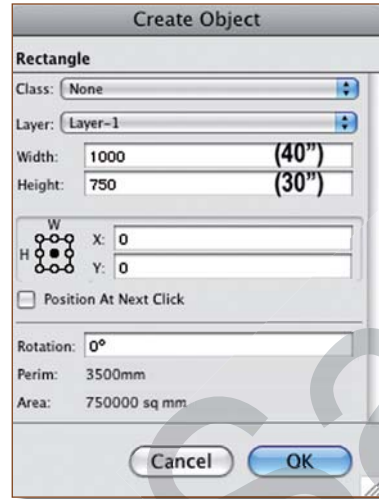 Create Object
Rectangle
Class: None
Layer: Layer-1
Width: 1000 (40”)
Height: 750 (30”)
W
H
X: 0
Y: 0
Position At Next Click
Rotation: 0°
Perim: 3500mm
Area: 750000 sq mm
Cancel OK